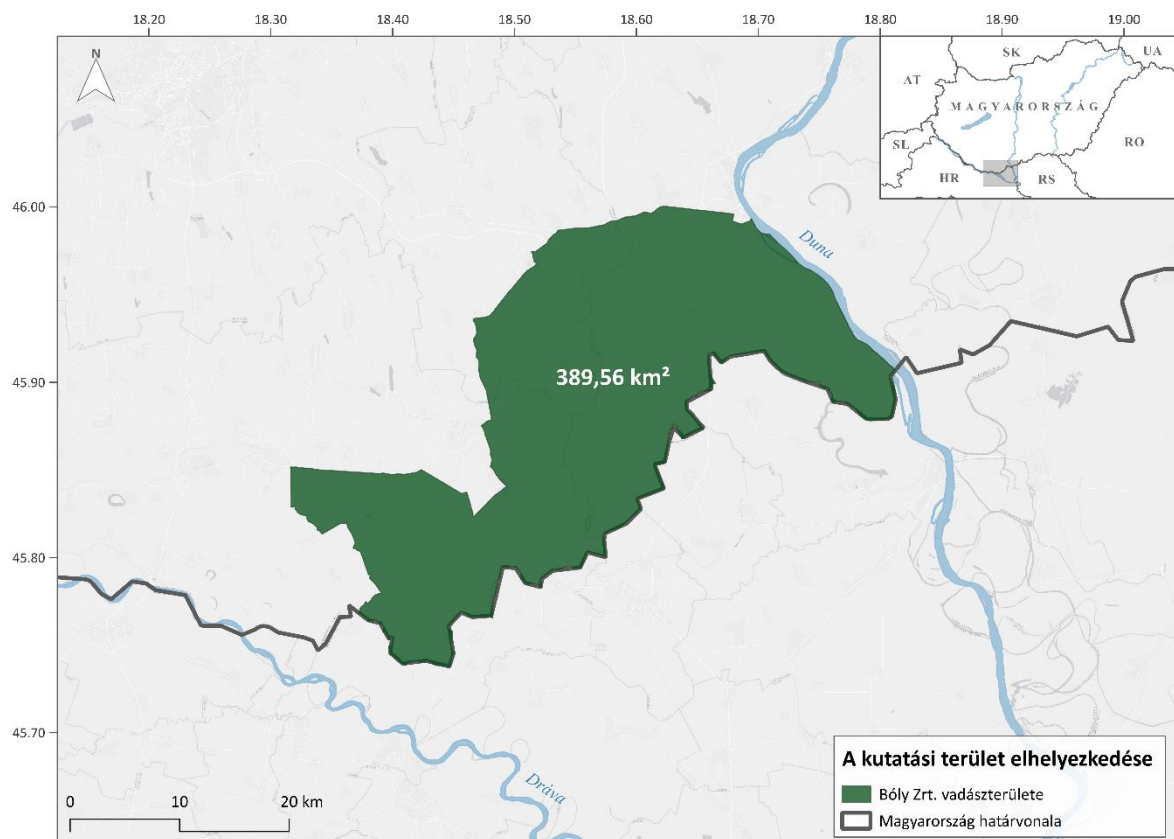 18.20 18.30 18.40 18.50 18.60 18.70 18.80 18.90 19.00
N
SK
UA
AT
MAGYARORSZÁG
SL
RO
HR
RS
46.00
Duna
45.90
389,56 km²
45.80
45.70
Dráva
0 10 20 km
A kutatási terület elhelyezkedése
Bóly Zrt. vadászterülete
Magyarország határvonala